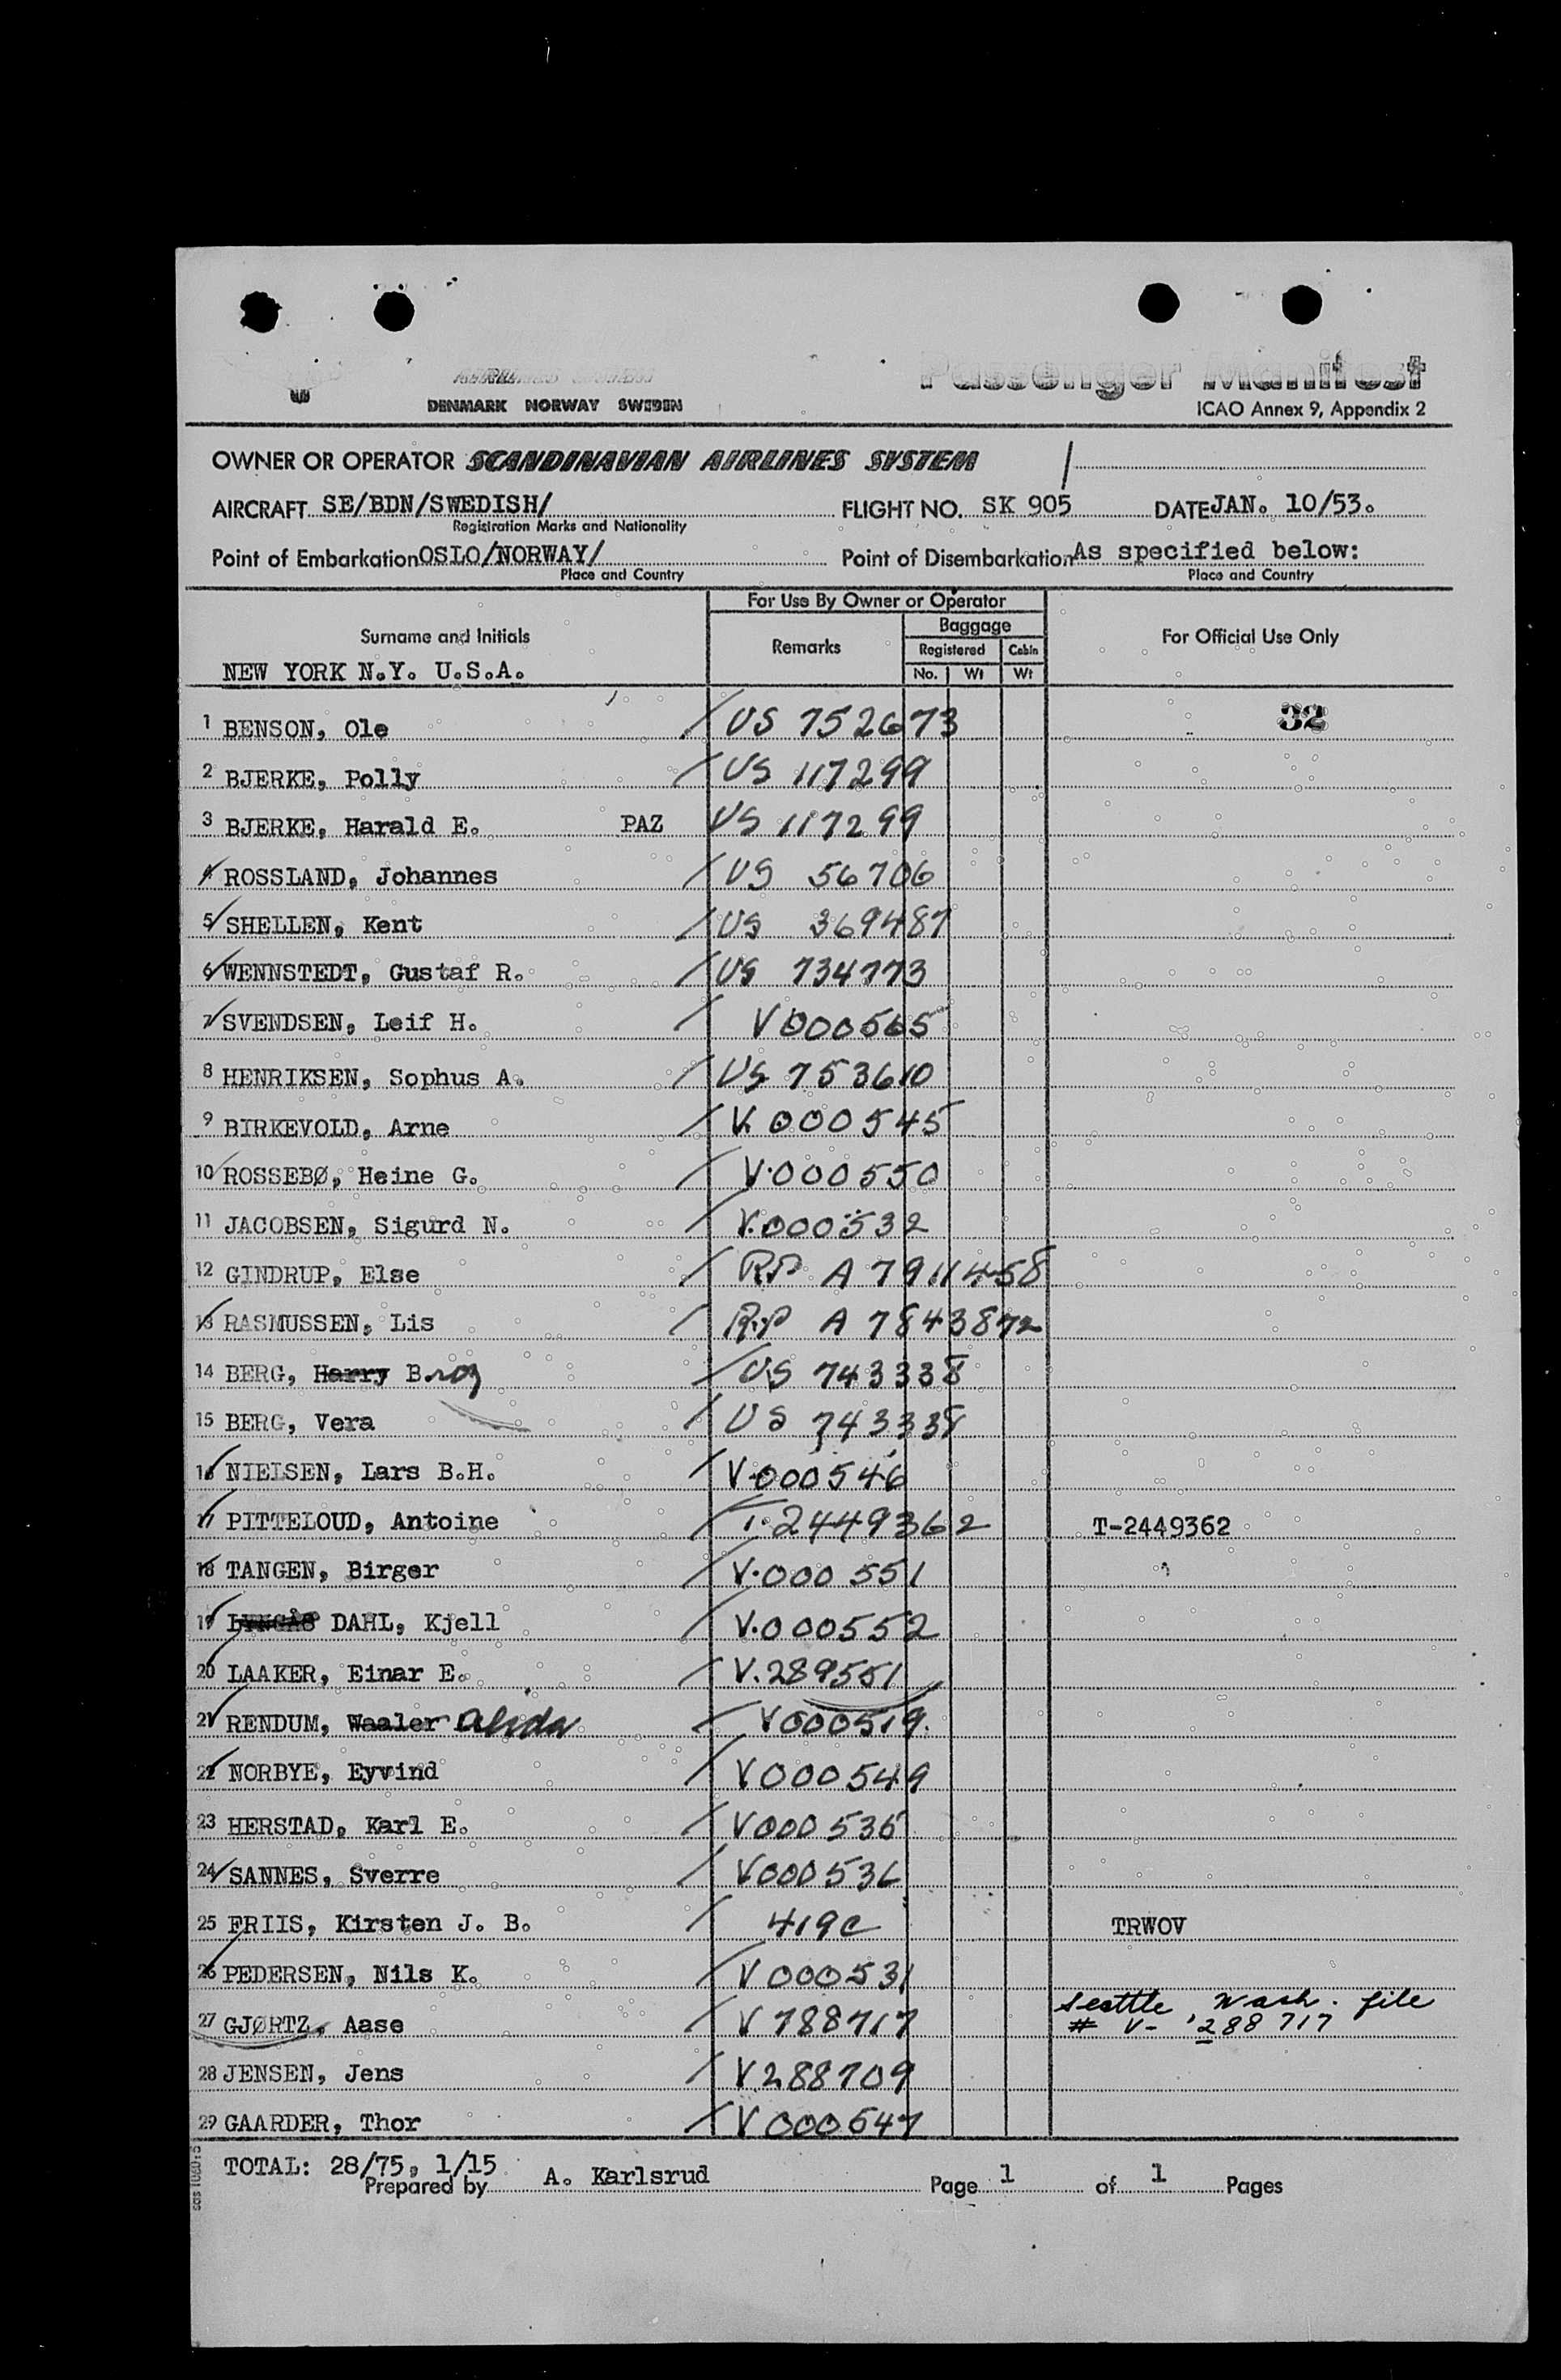 DENMARK NORWAY SWEDEN
Passenger Manifest
ICAO Annex 9, Appendix 2
OWNER OR OPERATOR SCANDINAVIAN AIRLINES SYSTEM
AIRCRAFT SE/BDN/SWEDISH/ FLIGHT NO. SK 905 DATE JAN. 10/53.
Registration Marks and Nationality
Point of Embarkation OSLO/NORWAY/ Point of Disembarkation As specified below:
Place and Country Place and Country
For Use By Owner or Operator
Surname and Initials Remarks Baggage For Official Use Only
Registered Cabin
NEW YORK N.Y. U.S.A. No. Wt Wt
1 BENSON, Ole / US 752673 32
2 BJERKE, Polly / US 117299
3 BJERKE, Harald E. PAZ US 117299
4 ROSSLAND, Johannes / US 56706
5 SHELLEN, Kent / US 369487
6 WENNSTEDT, Gustaf R. / US 734773
7 SVENDSEN, Leif H. / V000565
8 HENRIKSEN, Sophus A. / US 753610
9 BIRKEVOLD, Arne / V.000545
10 ROSSEBØ, Heine G. / V.000550
11 JACOBSEN, Sigurd N. / V.000532
12 GINDRUP, Else / RP A 7911458
13 RASMUSSEN, Lis / R.P A 7843872
14 BERG, Harry B. / US 743338
15 BERG, Vera / US 743338
16 NIELSEN, Lars B.H. / V.000546
17 PITTELOUD, Antoine / T.2449362 T-2449362
18 TANGEN, Birger / V.000551
19 LYNGÅS DAHL, Kjell / V.000552
20 LAAKER, Einar E. / V.289551
21 RENDUM, Waaler Alida / V000519.
22 NORBYE, Eyvind / V000549
23 HERSTAD, Karl E. / V000535
24 SANNES, Sverre / V000536
25 FRIIS, Kirsten J. B. / 419c TRWOV
26 PEDERSEN, Nils K. / V000531
27 GJØRTZ, Aase / V 788717 Seattle, Wash. file
# V- 288 717
28 JENSEN, Jens / V288709
29 GAARDER, Thor / V 000547
TOTAL: 28/75, 1/15
Prepared by A. Karlsrud Page 1 of 1 Pages